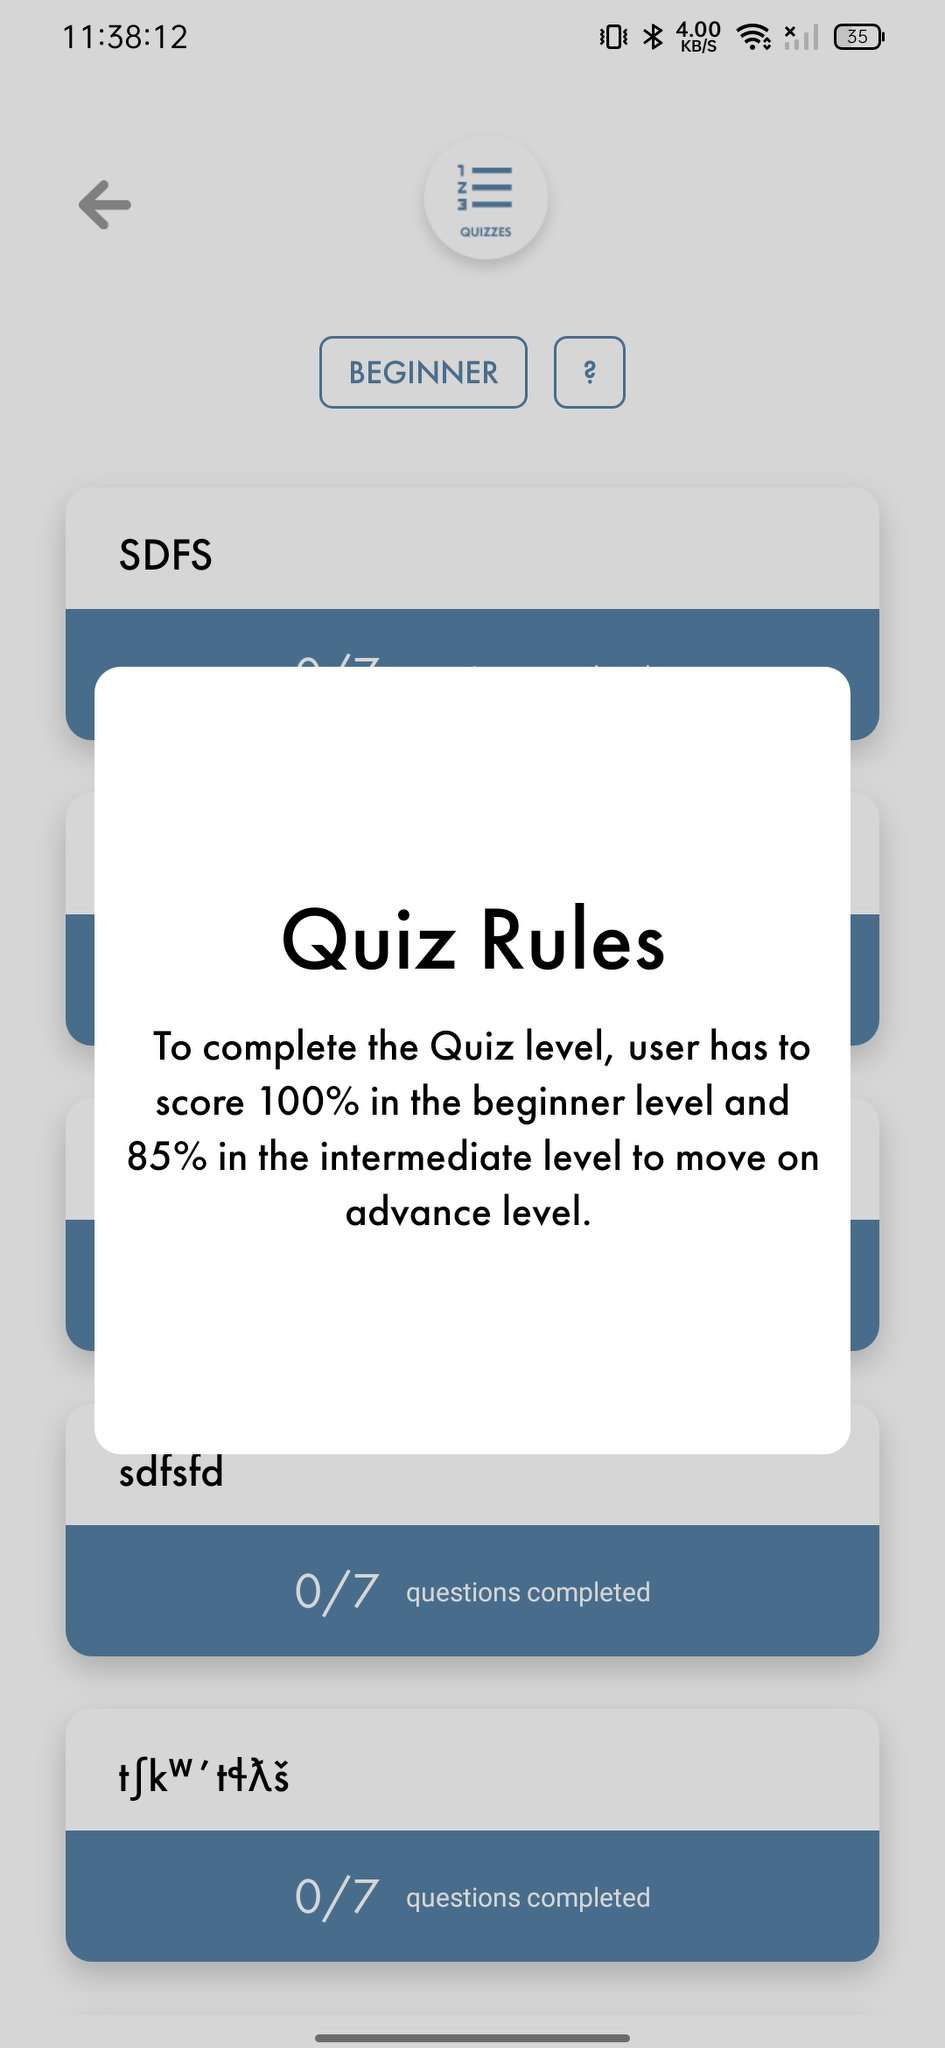 11:38:12
4.00
KB/S
35
1
2
3
QUIZZES
BEGINNER
?
SDFS
Quiz Rules
To complete the Quiz level, user has to
score 100% in the beginner level and
85% in the intermediate level to move on
advance level.
sdfsfd
0/7 questions completed
tʃkʷ՚tɬƛš
0/7 questions completed